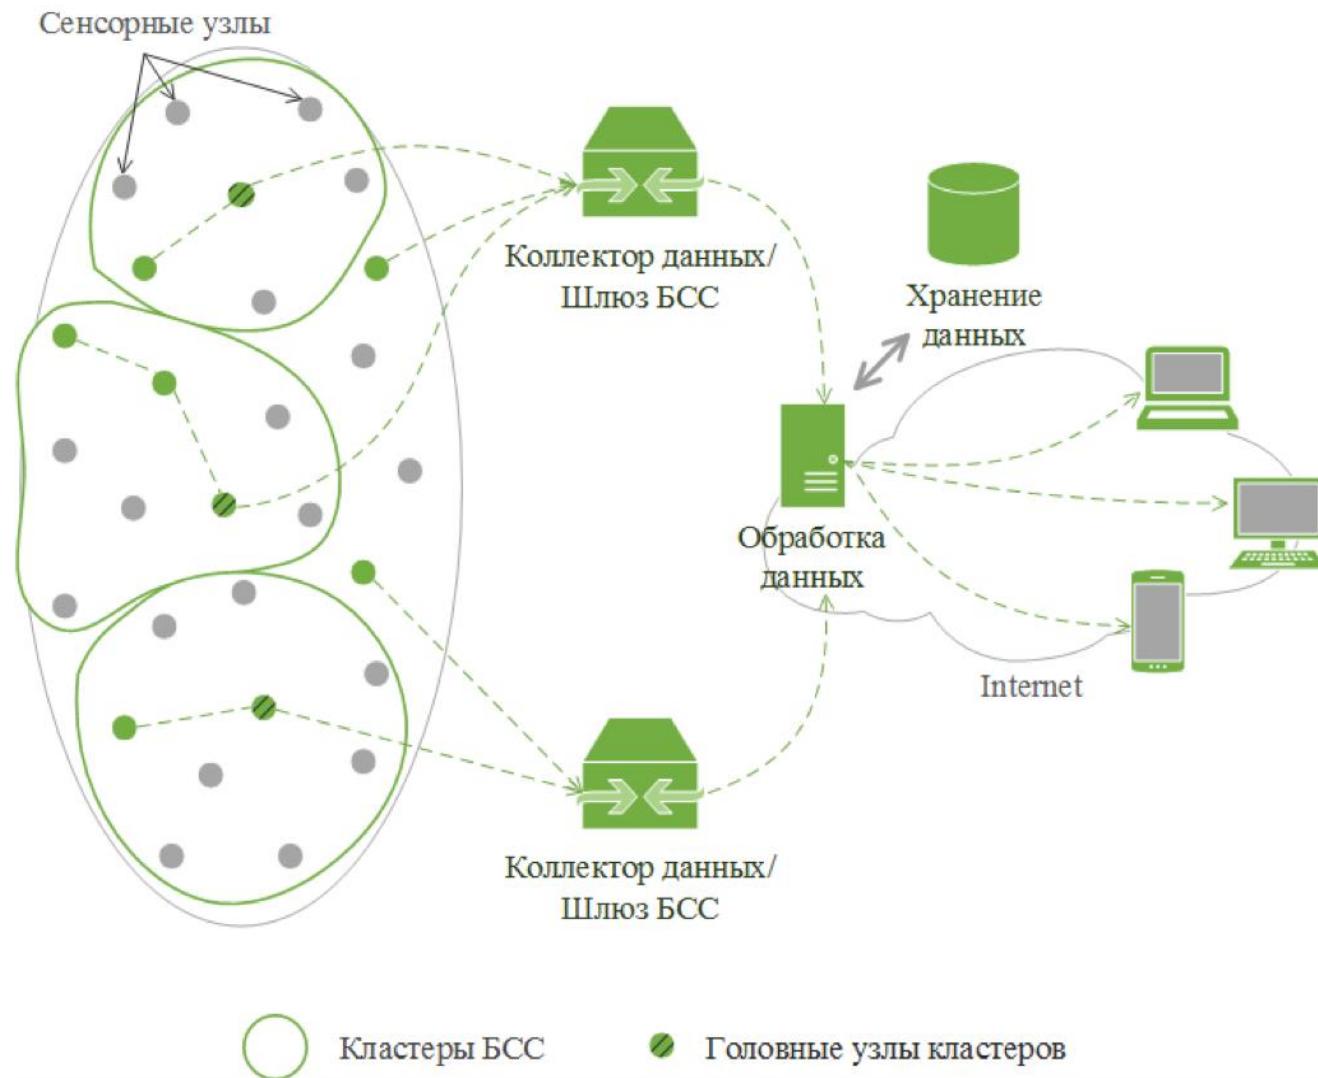 Сенсорные узлы
Коллектор данных/
Шлюз БСС
Хранение
данных
Обработка
данных
Internet
Коллектор данных/
Шлюз БСС
Кластеры БСС
Головные узлы кластеров